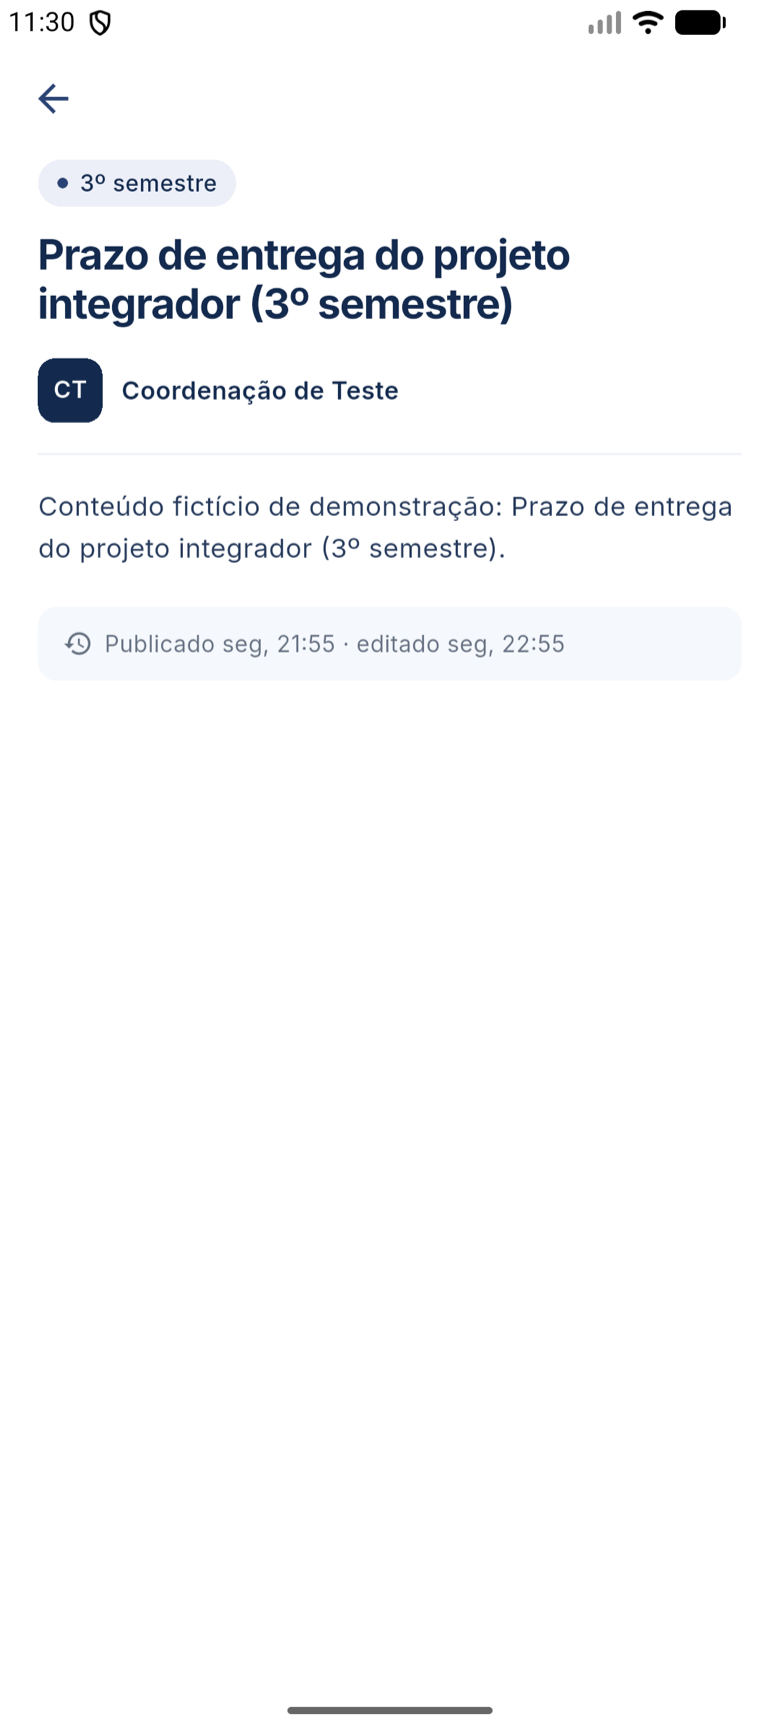 11:30
3º semestre
Prazo de entrega do projeto
integrador (3º semestre)
CT
Coordenação de Teste
Conteúdo fictício de demonstração: Prazo de entrega
do projeto integrador (3º semestre).
Publicado seg, 21:55 · editado seg, 22:55